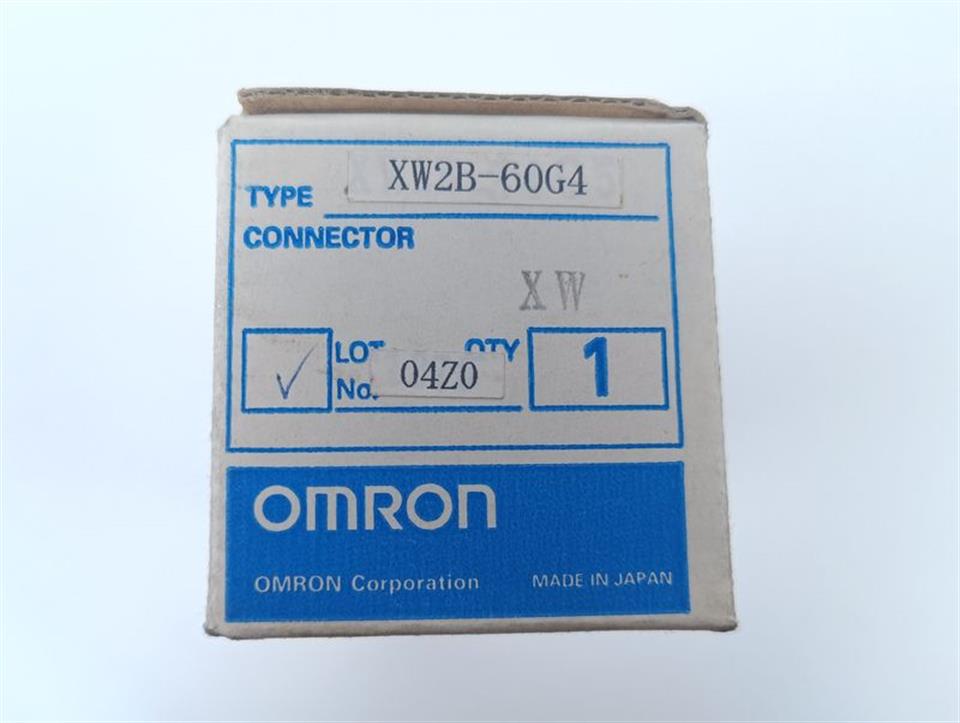 TYPE XW2B-60G4
CONNECTOR
XW
LOT QTY
No. 04Z0 1
OMRON
OMRON Corporation MADE IN JAPAN